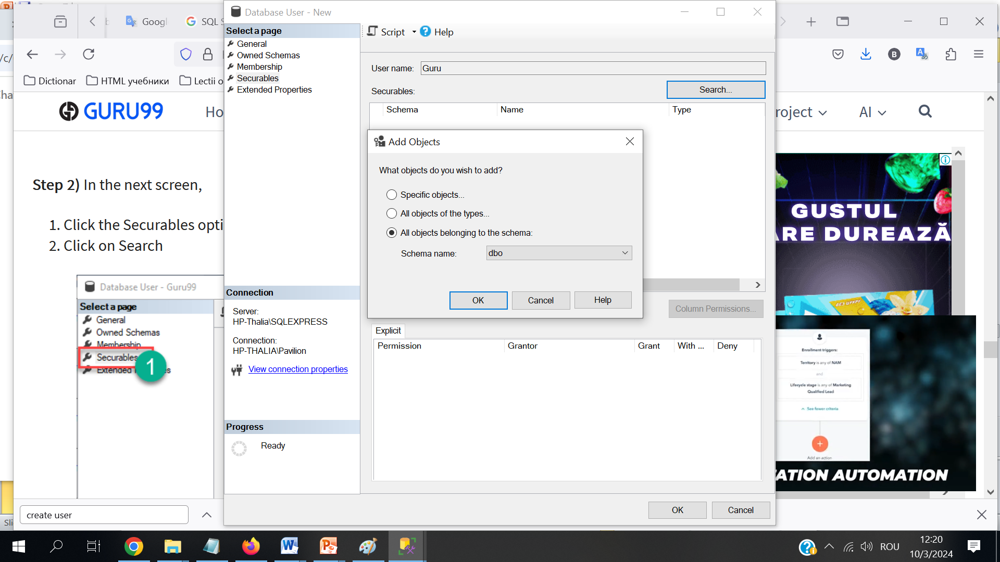 Database User - New
Googl
SQL S
Select a page
General
Owned Schemas
Membership
Securables
Extended Properties
Script
Help
User name:
Guru
Securables:
Search...
Schema
Name
Type
/c/
B
Dictionar
HTML учебники
Lectii o
GURU99
Ho
roject
AI
Step 2) In the next screen,
1. Click the Securables opti
2. Click on Search
Database User - Guru99
Select a page
General
Owned Schemas
Membership
Securables
1
Add Objects
What objects do you wish to add?
Specific objects...
All objects of the types...
All objects belonging to the schema:
Schema name:
dbo
OK
Cancel
Help
Column Permissions...
Connection
Server:
HP-Thalia\SQLEXPRESS
Connection:
HP-THALIA\Pavilion
View connection properties
Progress
Ready
Explicit
Permission
Grantor
Grant
With ...
Deny
OK
Cancel
GUSTUL
ARE DUREAZĂ
Enrollment triggers:
Territory is any of NAM
and
Lifecycle stage is any of Marketing
Qualified Lead
See fewer criteria
+
Add an action
ATION AUTOMATION
create user
Sli
ROU
12:20
10/3/2024